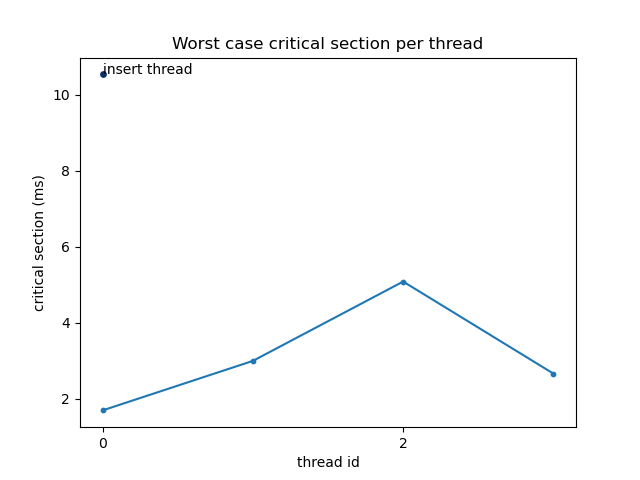 Worst case critical section per thread
insert thread
10
8
6
4
2
critical section (ms)
0
2
thread id